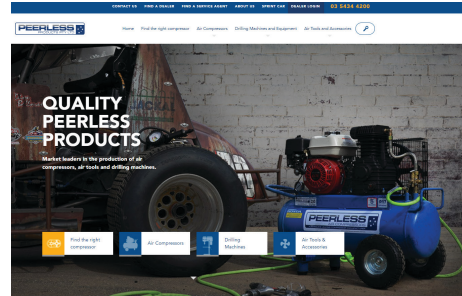 CONTACT US FIND A DEALER FIND A SERVICE AGENT ABOUT US SPRINT CAR DEALER LOGIN 03 5434 4200
PEERLESS
Home Find the right compressor Air Compressors Drilling Machines and Equipment Air Tools and Accessories
QUALITY
PEERLESS
PRODUCTS
Market leaders in the production of air
compressors, air tools and drilling machines.
PEERLESS
Find the right
compressor
Air Compressors
Drilling
Machines
Air Tools &
Accessories